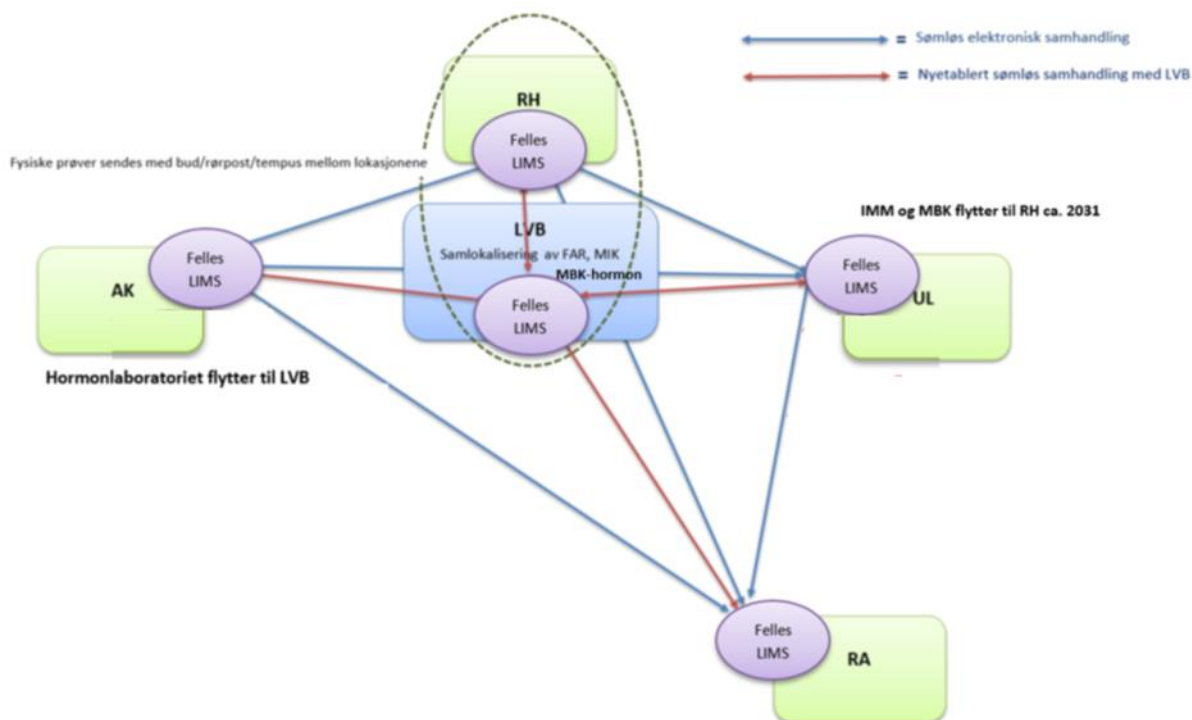 = Sømløs elektronisk samhandling
= Nyetablert sømløs samhandling med LVB
RH
Felles
LIMS
Fysiske prøver sendes med bud/rørpost/tempus mellom lokasjonene
IMM og MBK flytter til RH ca. 2031
LVB
Samlokalisering av FAR, MIK
MBK-hormon
Felles
LIMS
AK
Felles
LIMS
Felles
LIMS
UL
Hormonlaboratoriet flytter til LVB
Felles
LIMS
RA